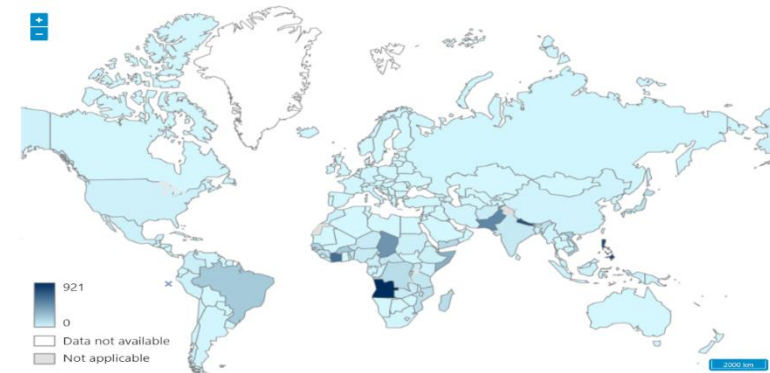 +
−
921
0
Data not available
Not applicable
2000 km